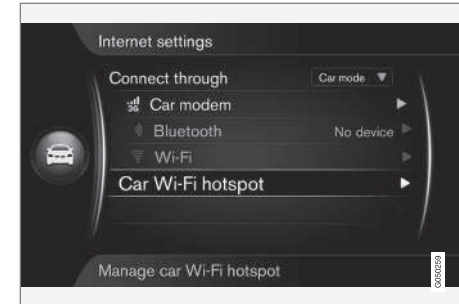 Internet settings
Connect through Car mode
3G Car modem
Bluetooth No device
Wi-Fi
Car Wi-Fi hotspot
Manage car Wi-Fi hotspot
G050259